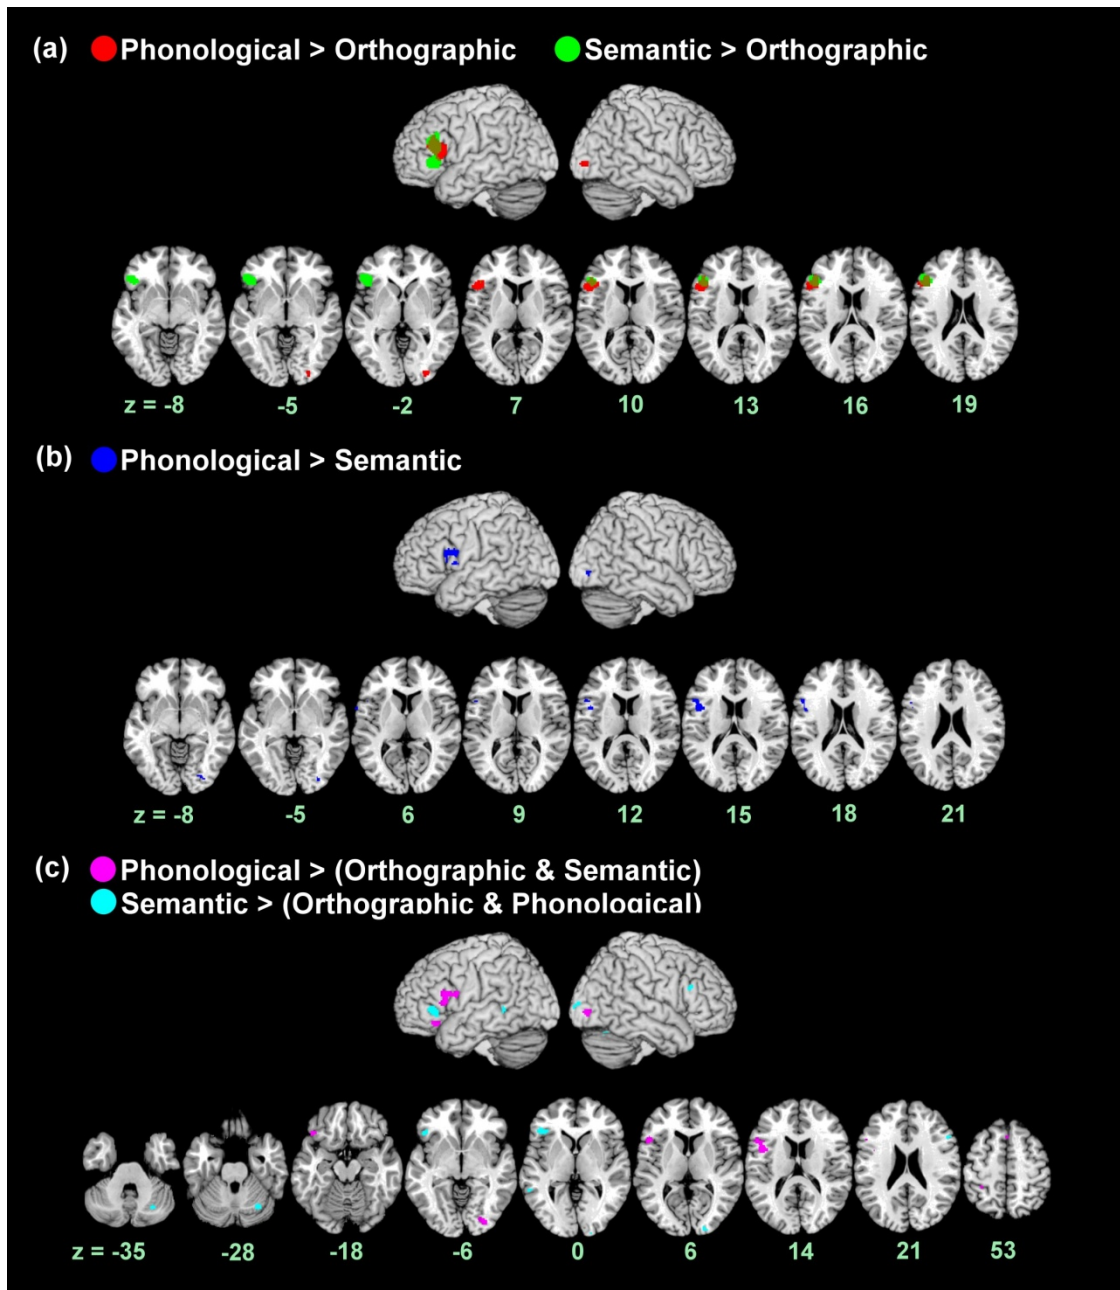 (a) Phonological > Orthographic Semantic > Orthographic
z = -8 -5 -2 7 10 13 16 19
(b) Phonological > Semantic
z = -8 -5 6 9 12 15 18 21
(c) Phonological > (Orthographic & Semantic)
Semantic > (Orthographic & Phonological)
z = -35 -28 -18 -6 0 6 14 21 53